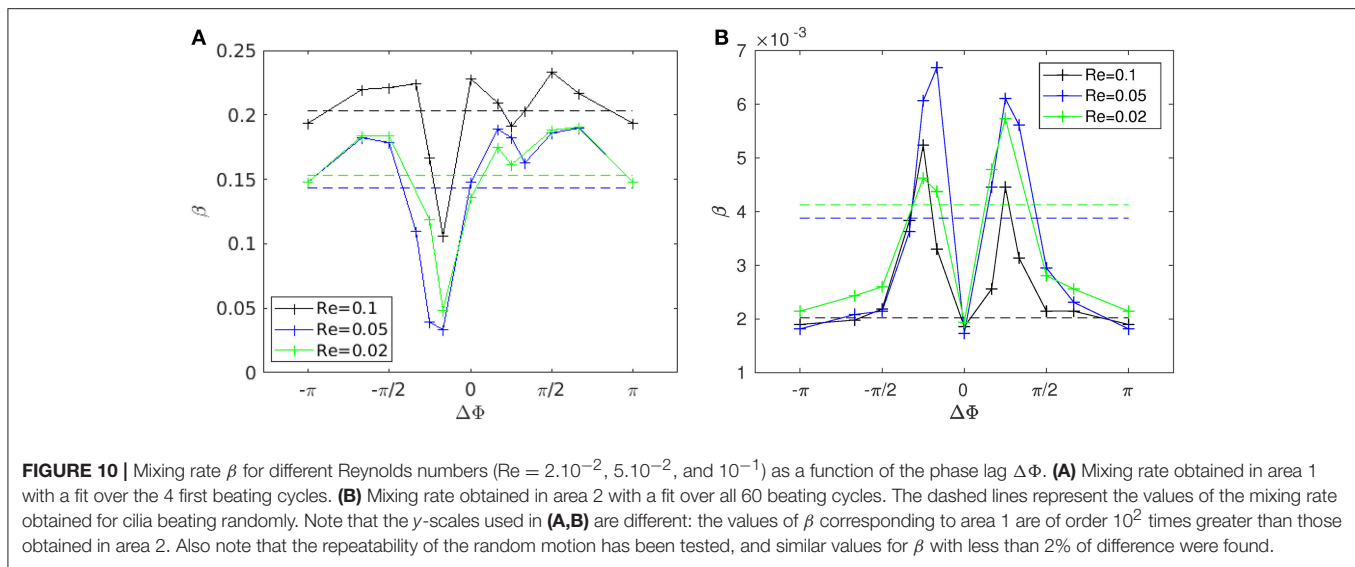 A
0.25
0.2
0.15
0.1
0.05
0
β
Re=0.1
Re=0.05
Re=0.02
-π
-π/2
0
π/2
π
ΔΦ
B
×10⁻³
7
6
5
4
3
2
1
β
Re=0.1
Re=0.05
Re=0.02
-π
-π/2
0
π/2
π
ΔΦ
FIGURE 10 | Mixing rate β for different Reynolds numbers (Re = 2.10⁻², 5.10⁻², and 10⁻¹) as a function of the phase lag ΔΦ. (A) Mixing rate obtained in area 1
with a fit over the 4 first beating cycles. (B) Mixing rate obtained in area 2 with a fit over all 60 beating cycles. The dashed lines represent the values of the mixing rate
obtained for cilia beating randomly. Note that the y-scales used in (A,B) are different: the values of β corresponding to area 1 are of order 10² times greater than those
obtained in area 2. Also note that the repeatability of the random motion has been tested, and similar values for β with less than 2% of difference were found.